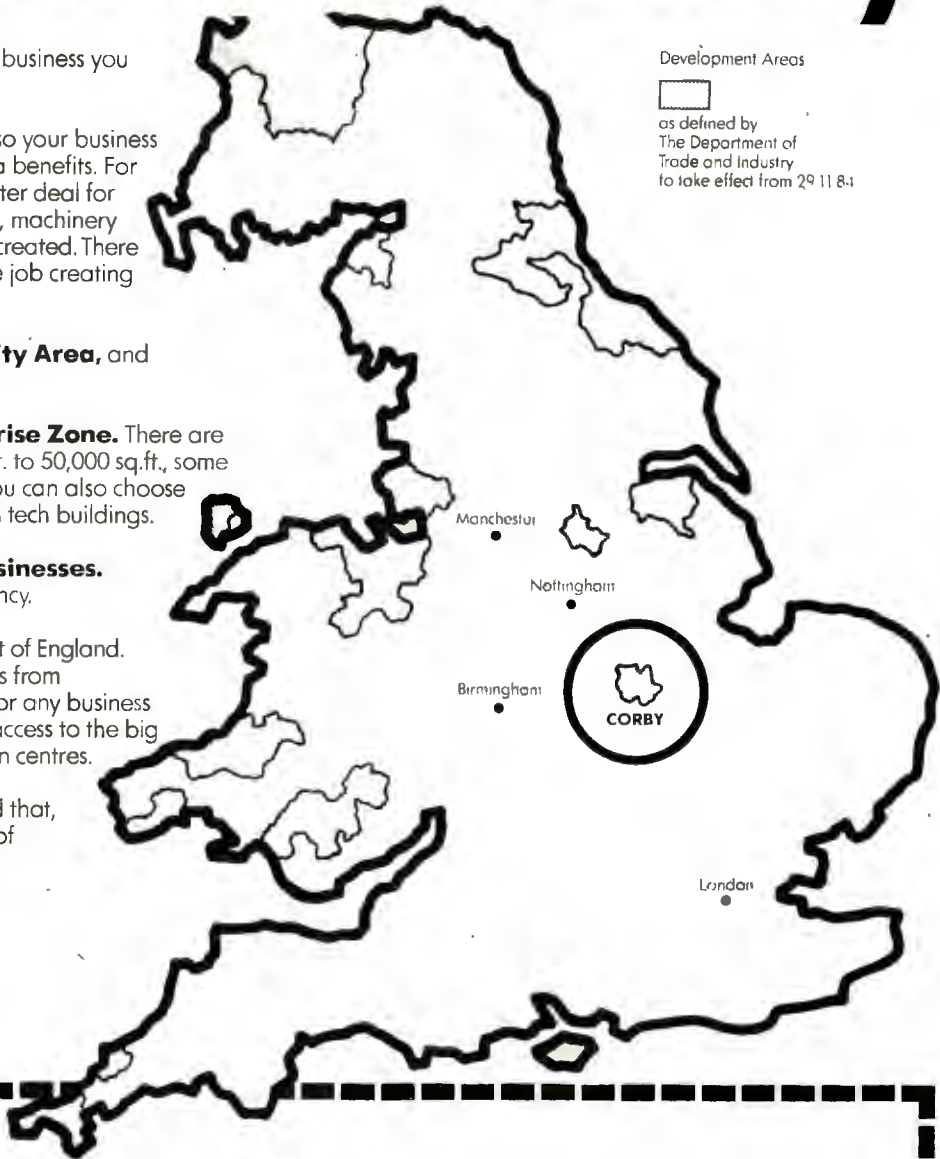 business you
so your business
a benefits. For
ter deal for
, machinery
created. There
e job creating
ity Area, and
rise Zone. There are
. to 50,000 sq.ft., some
ou can also choose
tech buildings.
sinesses.
ncy.
t of England.
s from
or any business
access to the big
n centres.
d that,
of
Development Areas
as defined by
The Department of
Trade and Industry
to take effect from 29 11 84
Manchester
Nottingham
Birmingham
CORBY
London